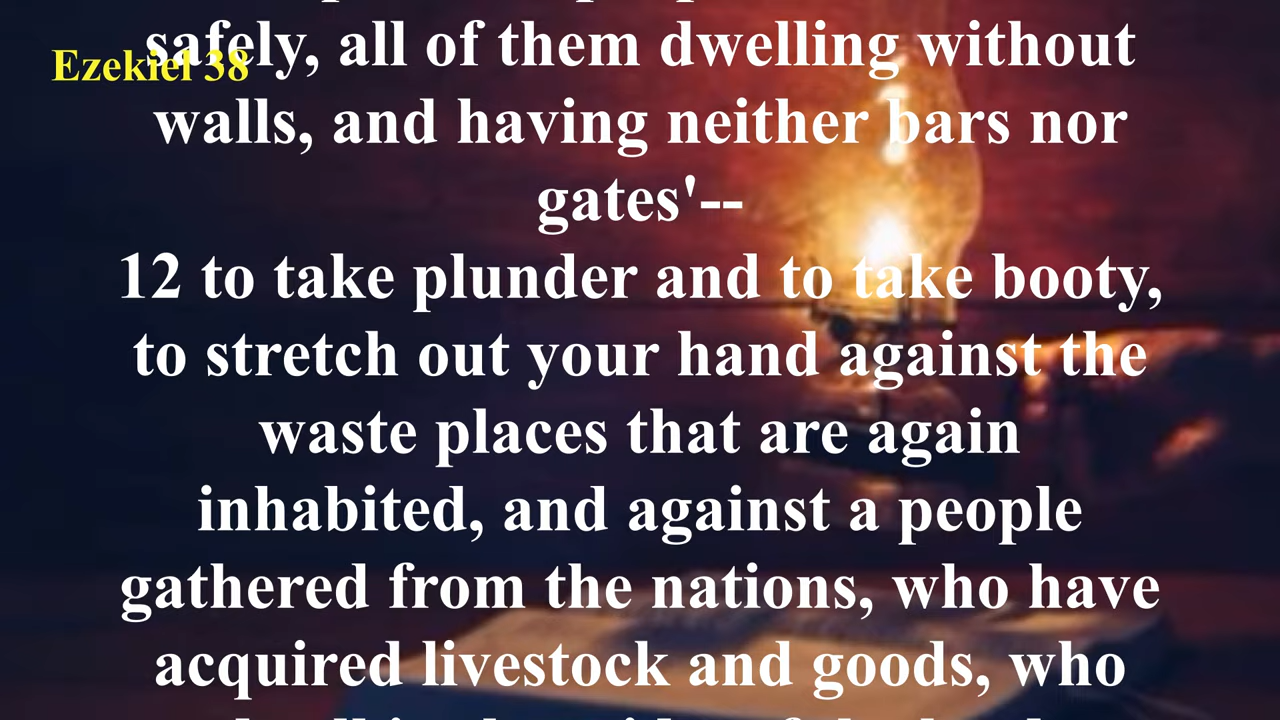 Ezekiel 38
safely, all of them dwelling without
walls, and having neither bars nor
gates'--
12 to take plunder and to take booty,
to stretch out your hand against the
waste places that are again
inhabited, and against a people
gathered from the nations, who have
acquired livestock and goods, who